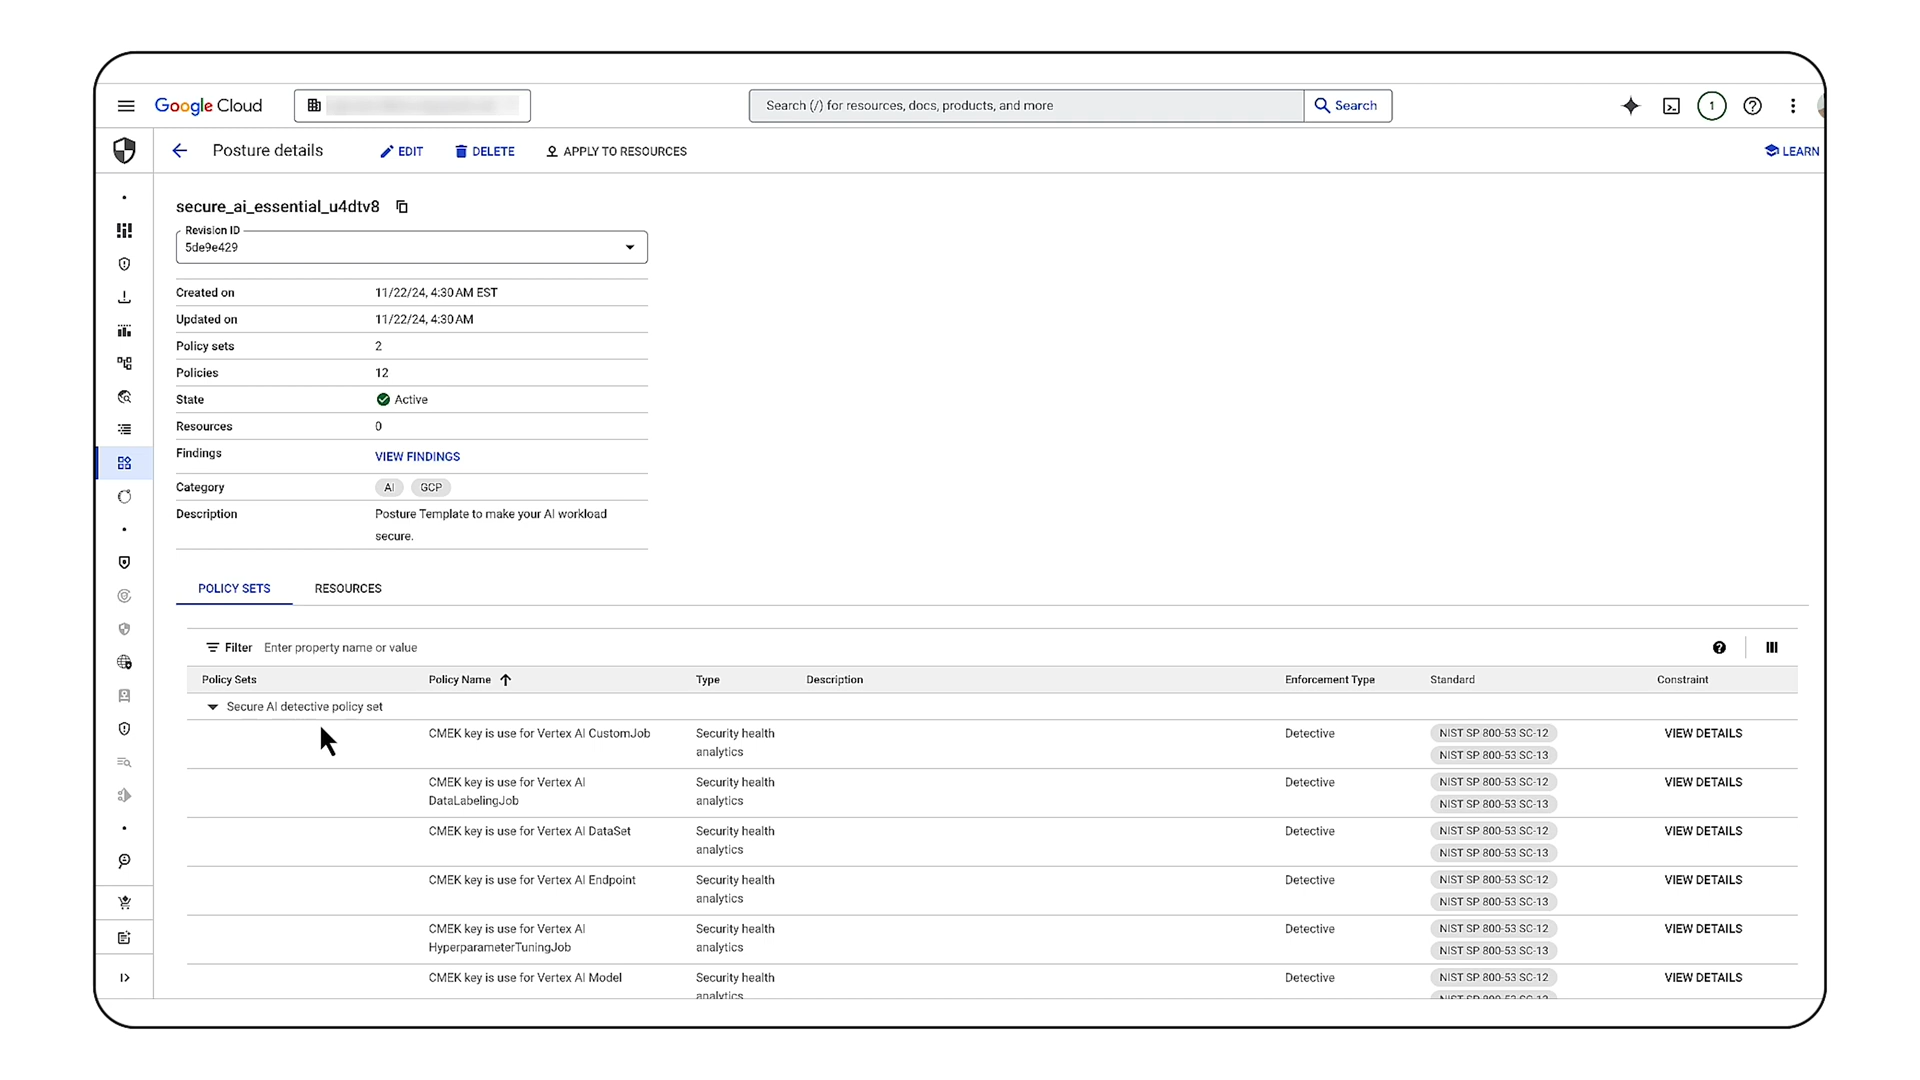 Google Cloud
Search (/) for resources, docs, products, and more
Search
1
Posture details
EDIT
DELETE
APPLY TO RESOURCES
LEARN
secure_ai_essential_u4dtv8
Revision ID
5de9e429
Created on 11/22/24, 4:30 AM EST
Updated on 11/22/24, 4:30 AM
Policy sets 2
Policies 12
State Active
Resources 0
Findings VIEW FINDINGS
Category AI GCP
Description Posture Template to make your AI workload
secure.
POLICY SETS RESOURCES
Filter Enter property name or value
Policy Sets Policy Name Type Description Enforcement Type Standard Constraint
Secure AI detective policy set
CMEK key is use for Vertex AI CustomJob Security health Detective NIST SP 800-53 SC-12 VIEW DETAILS
analytics NIST SP 800-53 SC-13
CMEK key is use for Vertex AI Security health Detective NIST SP 800-53 SC-12 VIEW DETAILS
DataLabelingJob analytics NIST SP 800-53 SC-13
CMEK key is use for Vertex AI DataSet Security health Detective NIST SP 800-53 SC-12 VIEW DETAILS
analytics NIST SP 800-53 SC-13
CMEK key is use for Vertex AI Endpoint Security health Detective NIST SP 800-53 SC-12 VIEW DETAILS
analytics NIST SP 800-53 SC-13
CMEK key is use for Vertex AI Security health Detective NIST SP 800-53 SC-12 VIEW DETAILS
HyperparameterTuningJob analytics NIST SP 800-53 SC-13
CMEK key is use for Vertex AI Model Security health Detective NIST SP 800-53 SC-12 VIEW DETAILS
analytics NIST SP 800-53 SC-13